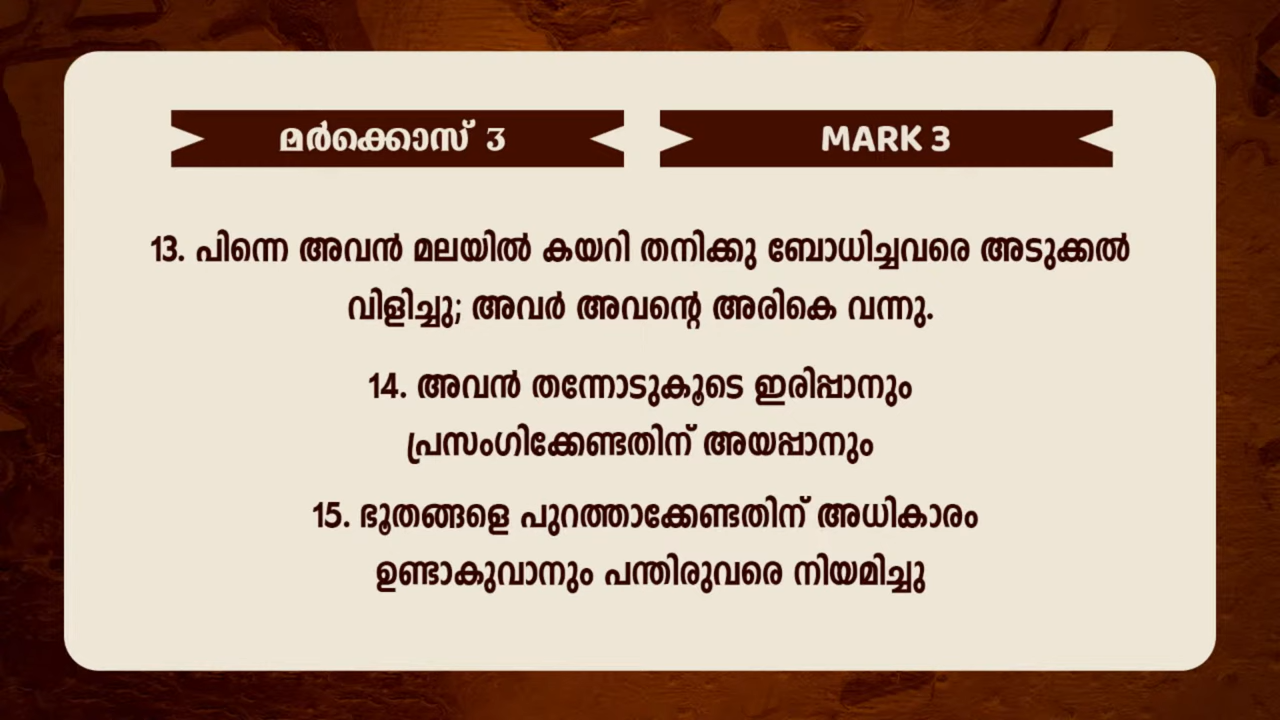 മർക്കൊസ് 3
MARK 3
13. പിന്നെ അവൻ മലയിൽ കയറി തനിക്കു ബോധിച്ചവരെ അടുക്കൽ
വിളിച്ചു; അവർ അവന്റെ അരികെ വന്നു.
14. അവൻ തന്നോടുകൂടെ ഇരിപ്പാനും
പ്രസംഗിക്കേണ്ടതിന് അയപ്പാനും
15. ഭൂതങ്ങളെ പുറത്താക്കേണ്ടതിന് അധികാരം
ഉണ്ടാകുവാനും പന്തിരുവരെ നിയമിച്ചു